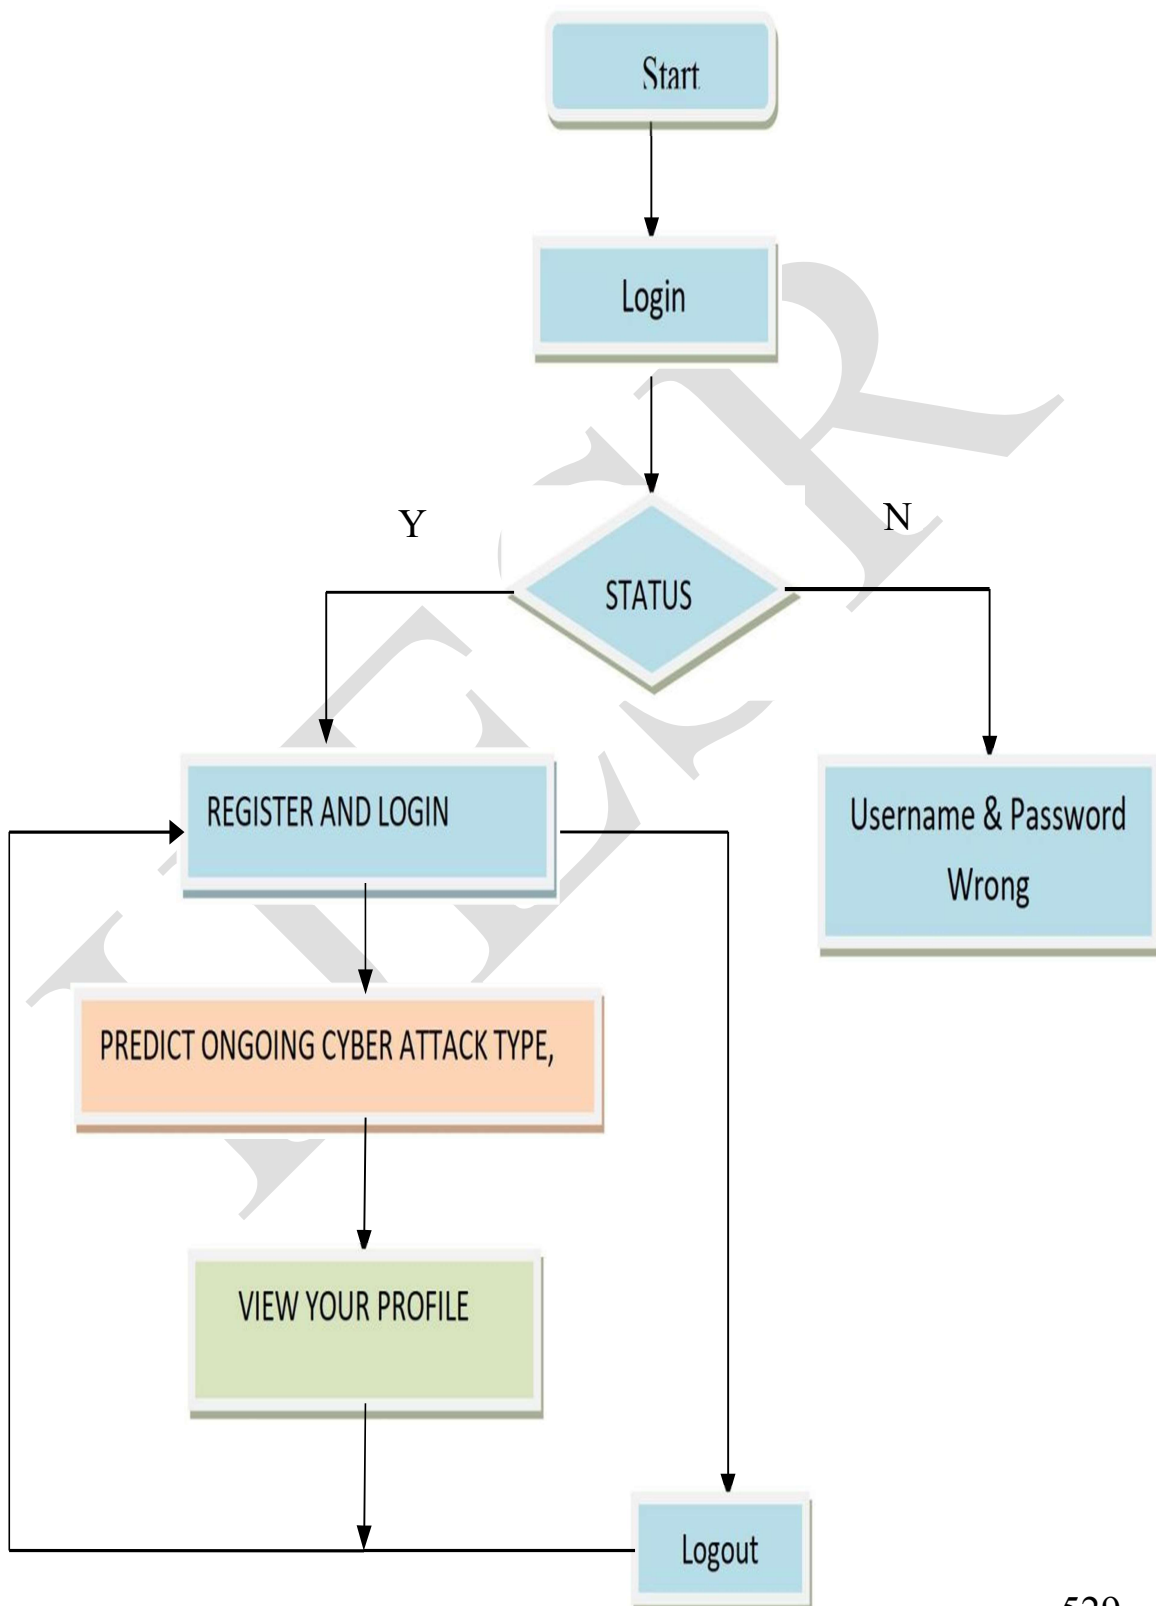 Start
Login
Y
N
STATUS
REGISTER AND LOGIN
Username & Password
Wrong
PREDICT ONGOING CYBER ATTACK TYPE,
VIEW YOUR PROFILE
Logout